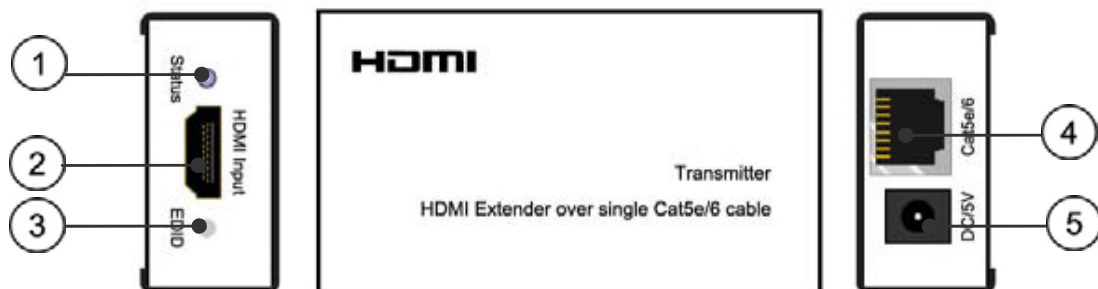 1
Status
2
HDMI Input
3
EDID
HDMI
Transmitter
HDMI Extender over single Cat5e/6 cable
4
Cat5e/6
5
DC/5V